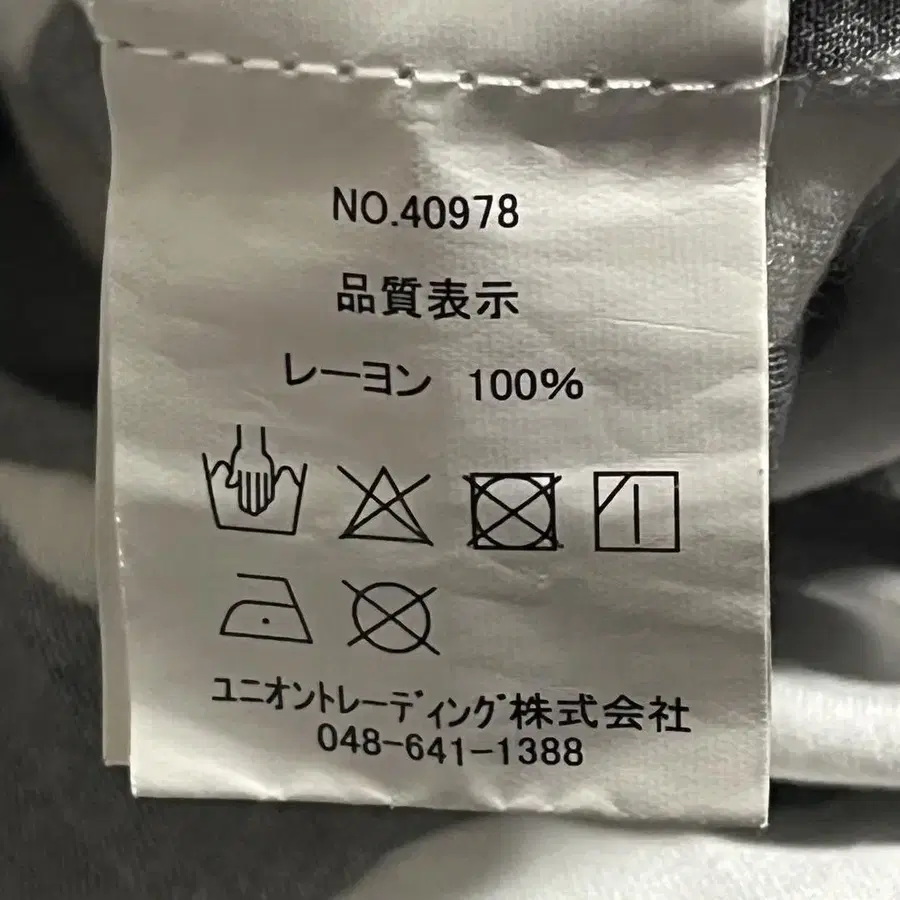 NO.40978
品質表示
レーヨン 100%
ユニオントレーディング株式会社
048-641-1388